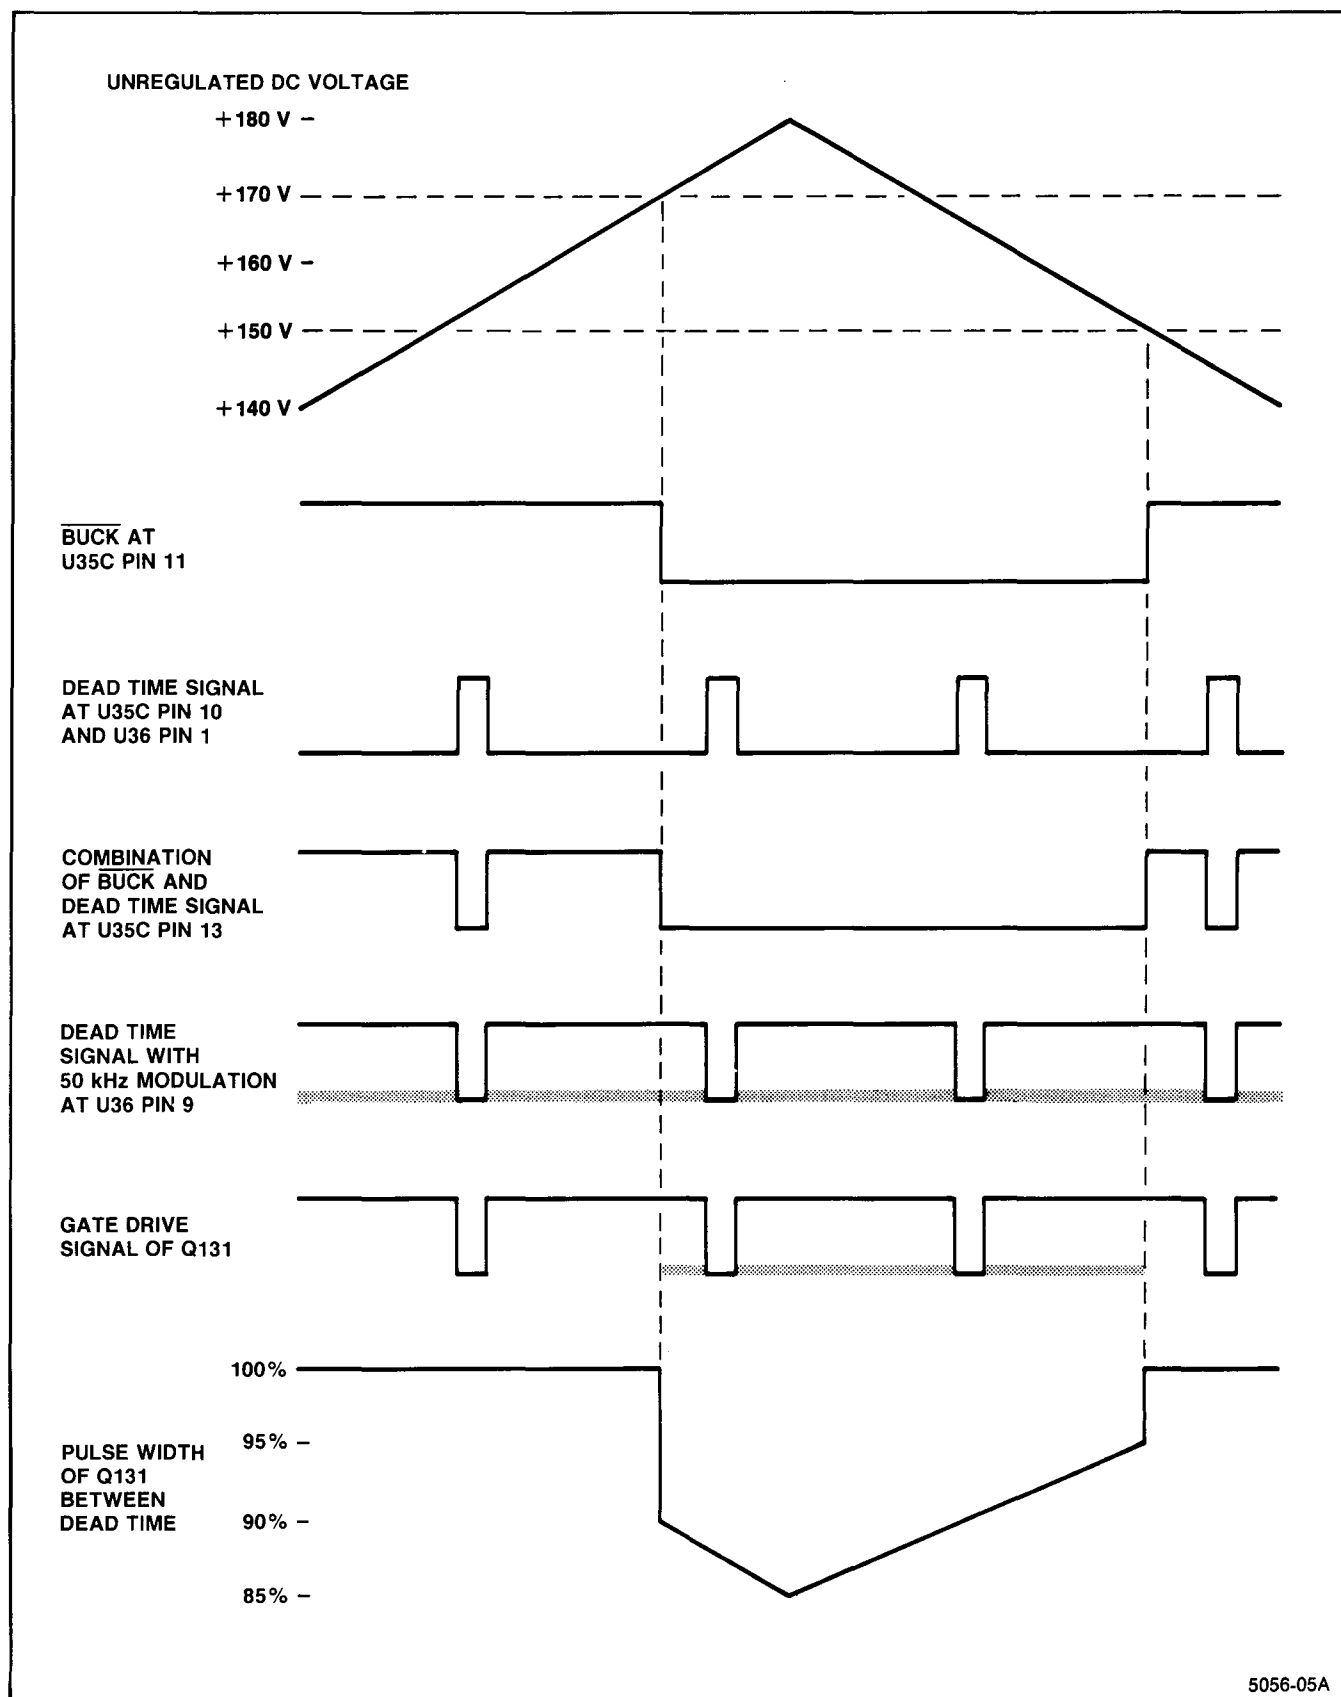 UNREGULATED DC VOLTAGE
+180 V
+170 V
+160 V
+150 V
+140 V
BUCK AT
U35C PIN 11
DEAD TIME SIGNAL
AT U35C PIN 10
AND U36 PIN 1
COMBINATION
OF BUCK AND
DEAD TIME SIGNAL
AT U35C PIN 13
DEAD TIME
SIGNAL WITH
50 kHz MODULATION
AT U36 PIN 9
GATE DRIVE
SIGNAL OF Q131
100%
95%
PULSE WIDTH
OF Q131
BETWEEN
DEAD TIME
90%
85%
5056-05A